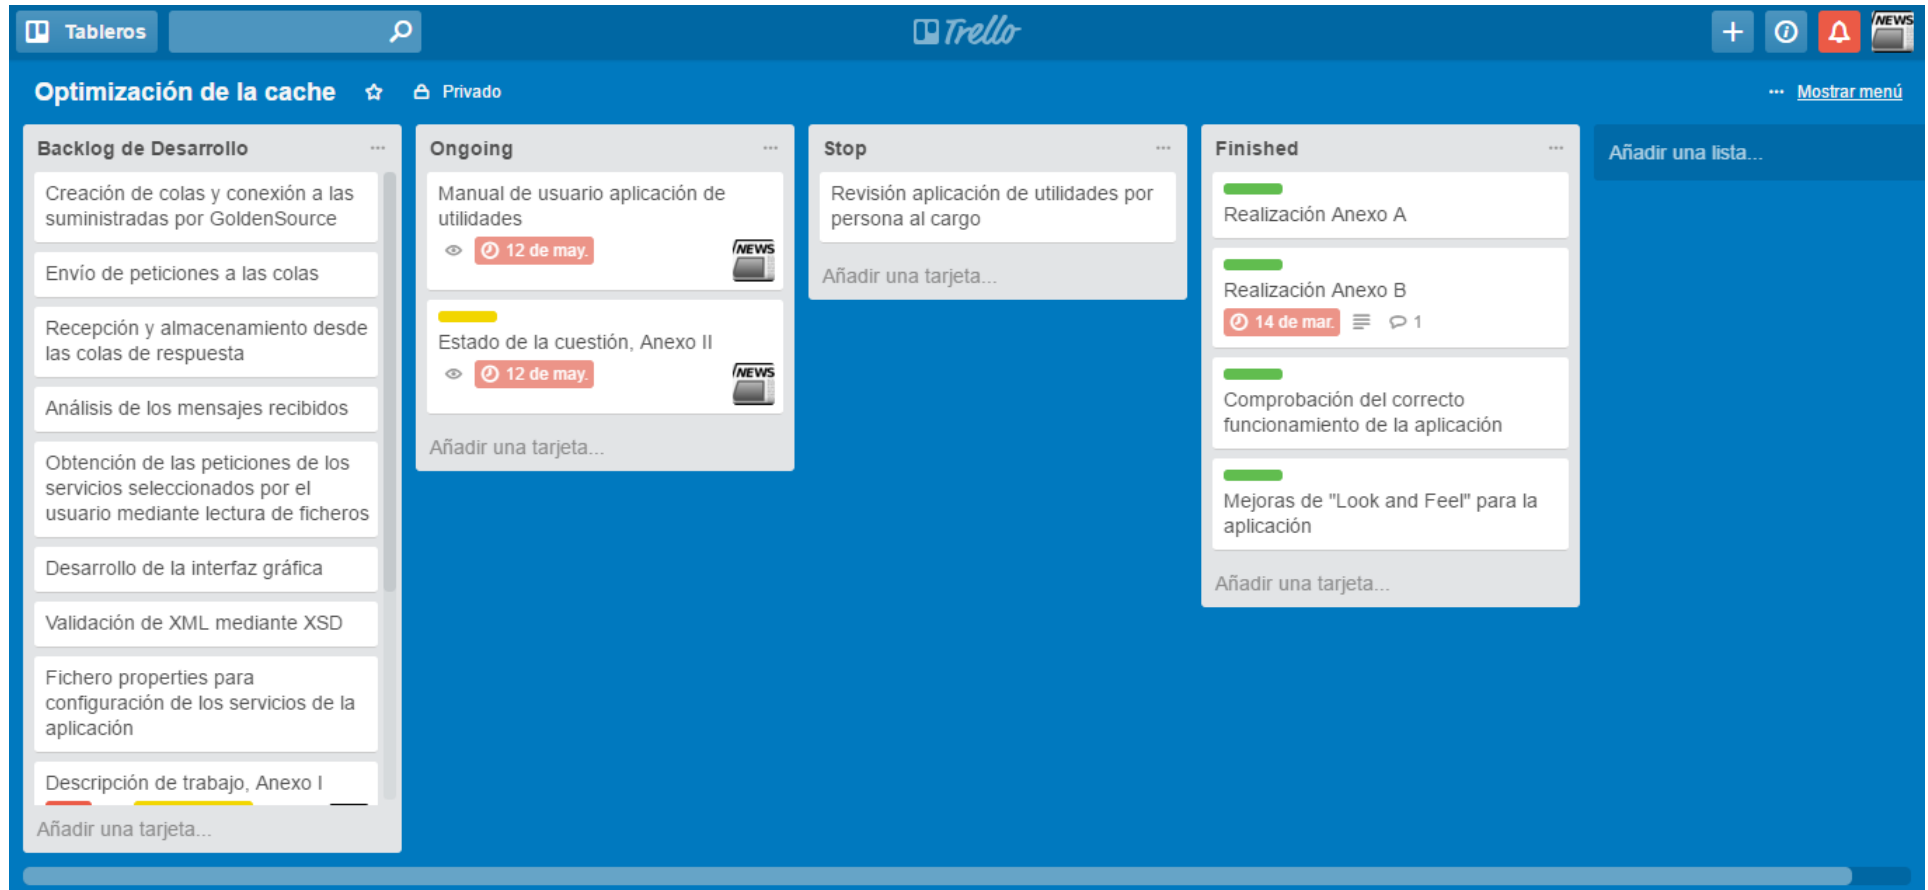 Tableros
Trello
NEWS
Optimización de la cache
Privado
... Mostrar menú
Backlog de Desarrollo ...
Creación de colas y conexión a las
suministradas por GoldenSource
Envío de peticiones a las colas
Recepción y almacenamiento desde
las colas de respuesta
Análisis de los mensajes recibidos
Obtención de las peticiones de los
servicios seleccionados por el
usuario mediante lectura de ficheros
Desarrollo de la interfaz gráfica
Validación de XML mediante XSD
Fichero properties para
configuración de los servicios de la
aplicación
Descripción de trabajo, Anexo I
Añadir una tarjeta...
Ongoing ...
Manual de usuario aplicación de
utilidades
12 de may.
NEWS
Estado de la cuestión, Anexo II
12 de may.
NEWS
Añadir una tarjeta...
Stop ...
Revisión aplicación de utilidades por
persona al cargo
Añadir una tarjeta...
Finished ...
Realización Anexo A
Realización Anexo B
14 de mar. 1
Comprobación del correcto
funcionamiento de la aplicación
Mejoras de "Look and Feel" para la
aplicación
Añadir una tarjeta...
Añadir una lista...